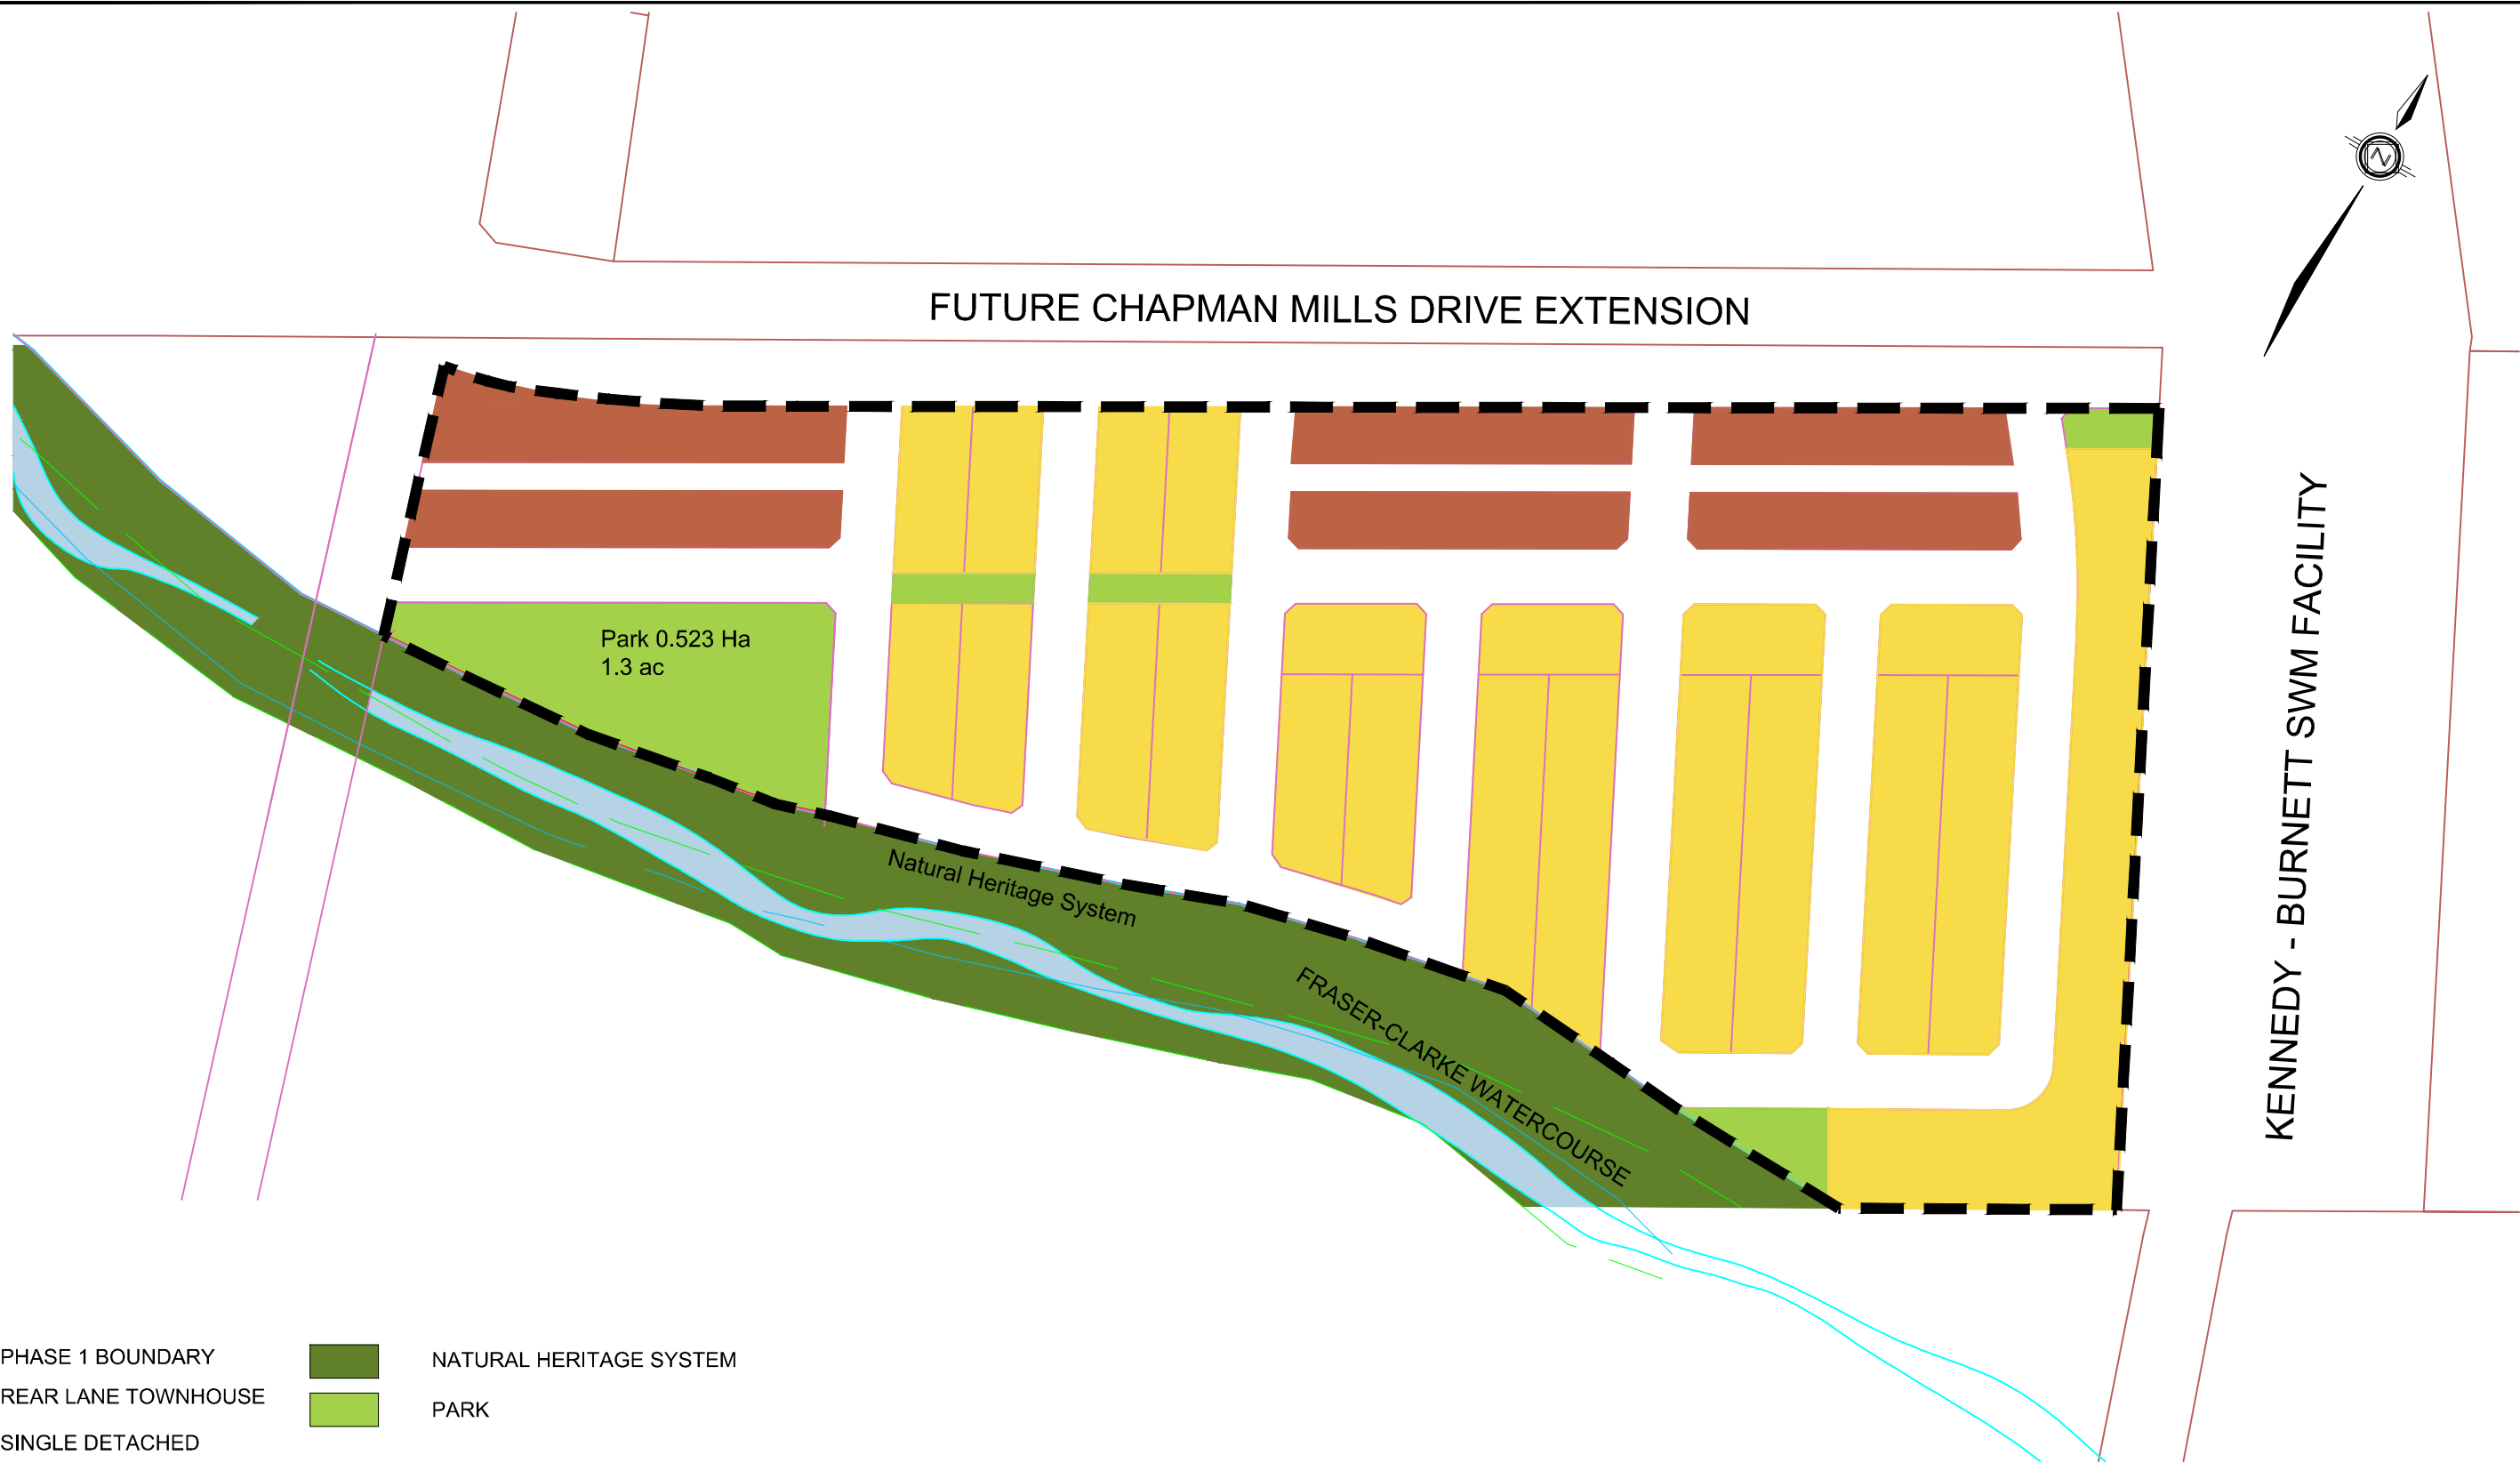 FUTURE CHAPMAN MILLS DRIVE EXTENSION
Park 0.523 Ha
1.3 ac
KENNEDY - BURNETT SWM FACILITY
Natural Heritage System
FRASER-CLARKE WATERCOURSE
PHASE 1 BOUNDARY
NATURAL HERITAGE SYSTEM
REAR LANE TOWNHOUSE
PARK
SINGLE DETACHED